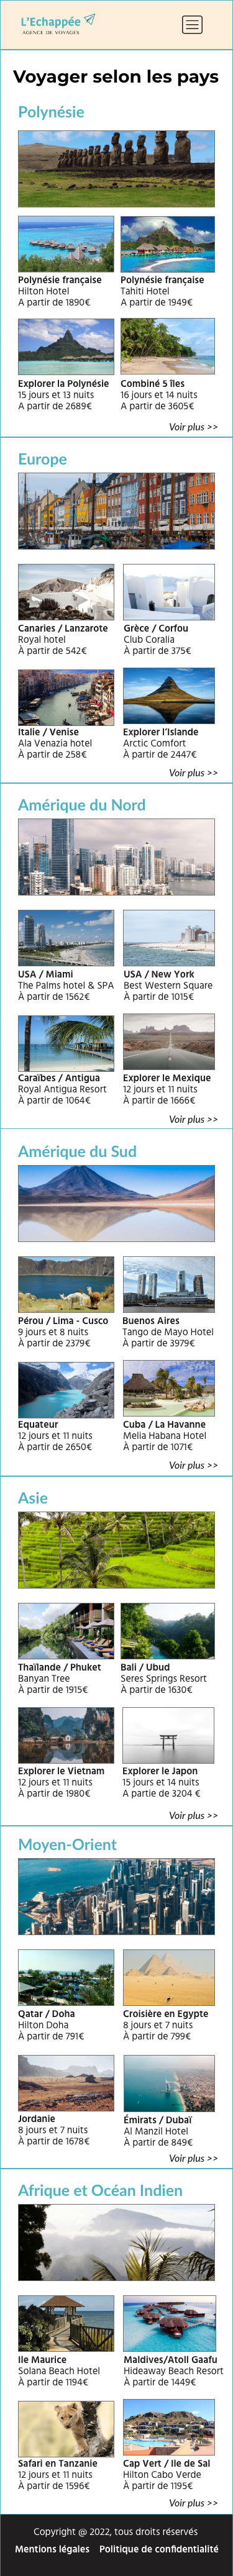 L'Echappée
AGENCE DE VOYAGES
Voyager selon les pays
Polynésie
Polynésie française
Hilton Hotel
A partir de 1890€
Polynésie française
Tahiti Hotel
A partir de 1949€
Explorer la Polynésie
15 jours et 13 nuits
A partir de 2689€
Combiné 5 îles
16 jours et 14 nuits
A partir de 3605€
Voir plus >>
Europe
Canaries / Lanzarote
Royal hotel
À partir de 542€
Grèce / Corfou
Club Coralia
À partir de 375€
Italie / Venise
Ala Venazia hotel
À partir de 258€
Explorer l'Islande
Arctic Comfort
À partir de 2447€
Voir plus >>
Amérique du Nord
USA / Miami
The Palms hotel & SPA
À partir de 1562€
USA / New York
Best Western Square
À partir de 1015€
Caraïbes / Antigua
Royal Antigua Resort
À partir de 1064€
Explorer le Mexique
12 jours et 11 nuits
À partir de 1666€
Voir plus >>
Amérique du Sud
Pérou / Lima - Cusco
9 jours et 8 nuits
À partir de 2379€
Buenos Aires
Tango de Mayo Hotel
À partir de 3979€
Equateur
12 jours et 11 nuits
À partir de 2650€
Cuba / La Havanne
Melia Habana Hotel
À partir de 1071€
Voir plus >>
Asie
Thaïlande / Phuket
Banyan Tree
À partir de 1915€
Bali / Ubud
Seres Springs Resort
À partir de 1630€
Explorer le Vietnam
12 jours et 11 nuits
À partir de 1980€
Explorer le Japon
15 jours et 14 nuits
A partie de 3204 €
Voir plus >>
Moyen-Orient
Qatar / Doha
Hilton Doha
À partir de 791€
Croisière en Egypte
8 jours et 7 nuits
À partir de 799€
Jordanie
8 jours et 7 nuits
À partir de 1678€
Émirats / Dubaï
Al Manzil Hotel
À partir de 849€
Voir plus >>
Afrique et Océan Indien
Ile Maurice
Solana Beach Hotel
À partir de 1194€
Maldives/Atoll Gaafu
Hideaway Beach Resort
À partir de 1449€
Safari en Tanzanie
12 jours et 11 nuits
À partir de 1596€
Cap Vert / Ile de Sal
Hilton Cabo Verde
À partir de 1195€
Voir plus >>
Copyright @ 2022, tous droits réservés
Mentions légales Politique de confidentialité